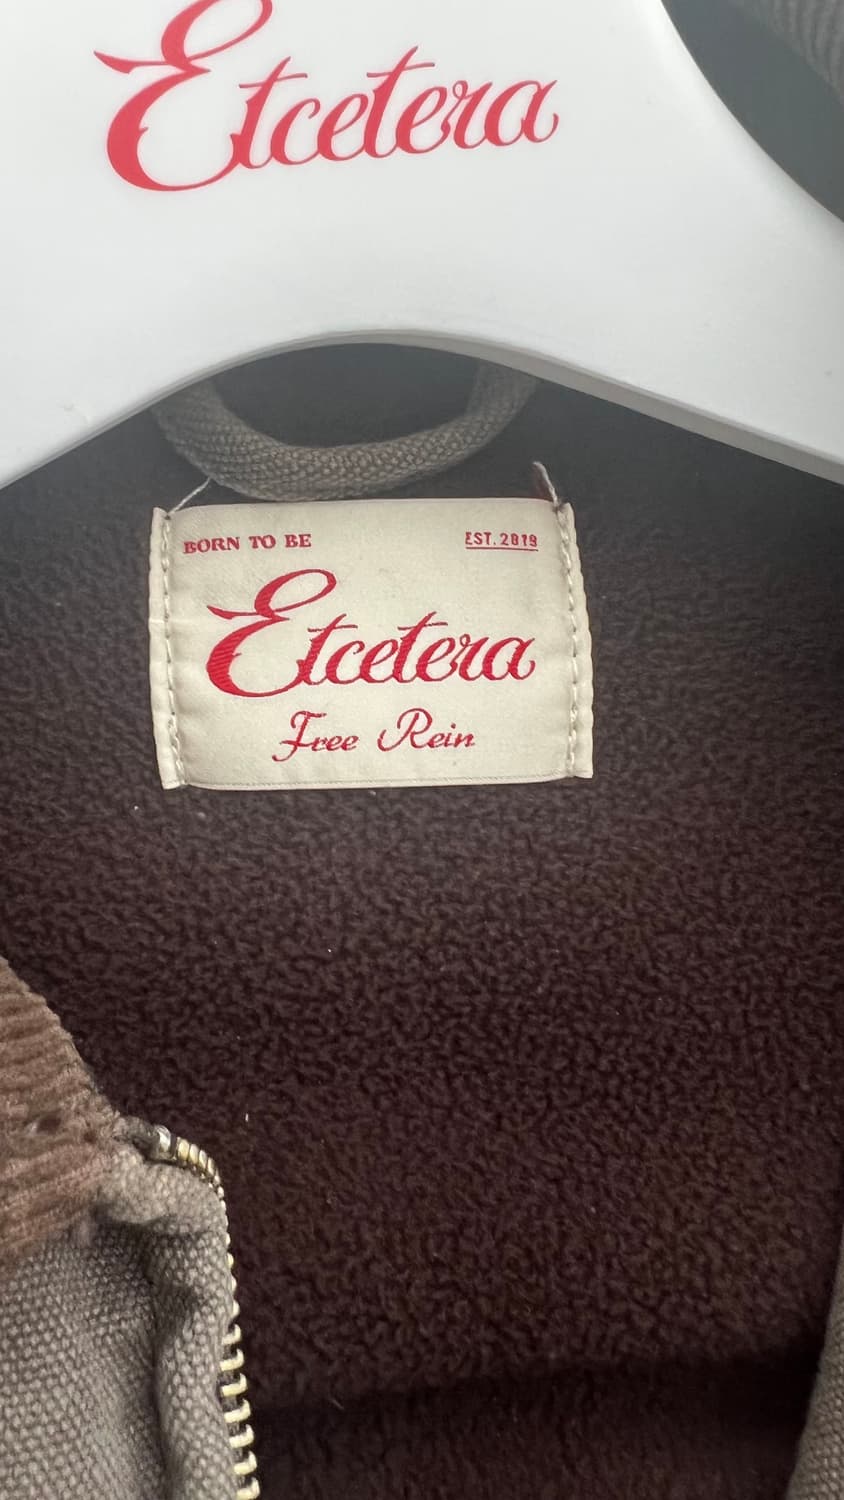 Etcetera
BORN TO BE
EST. 2019
Etcetera
Free Rein